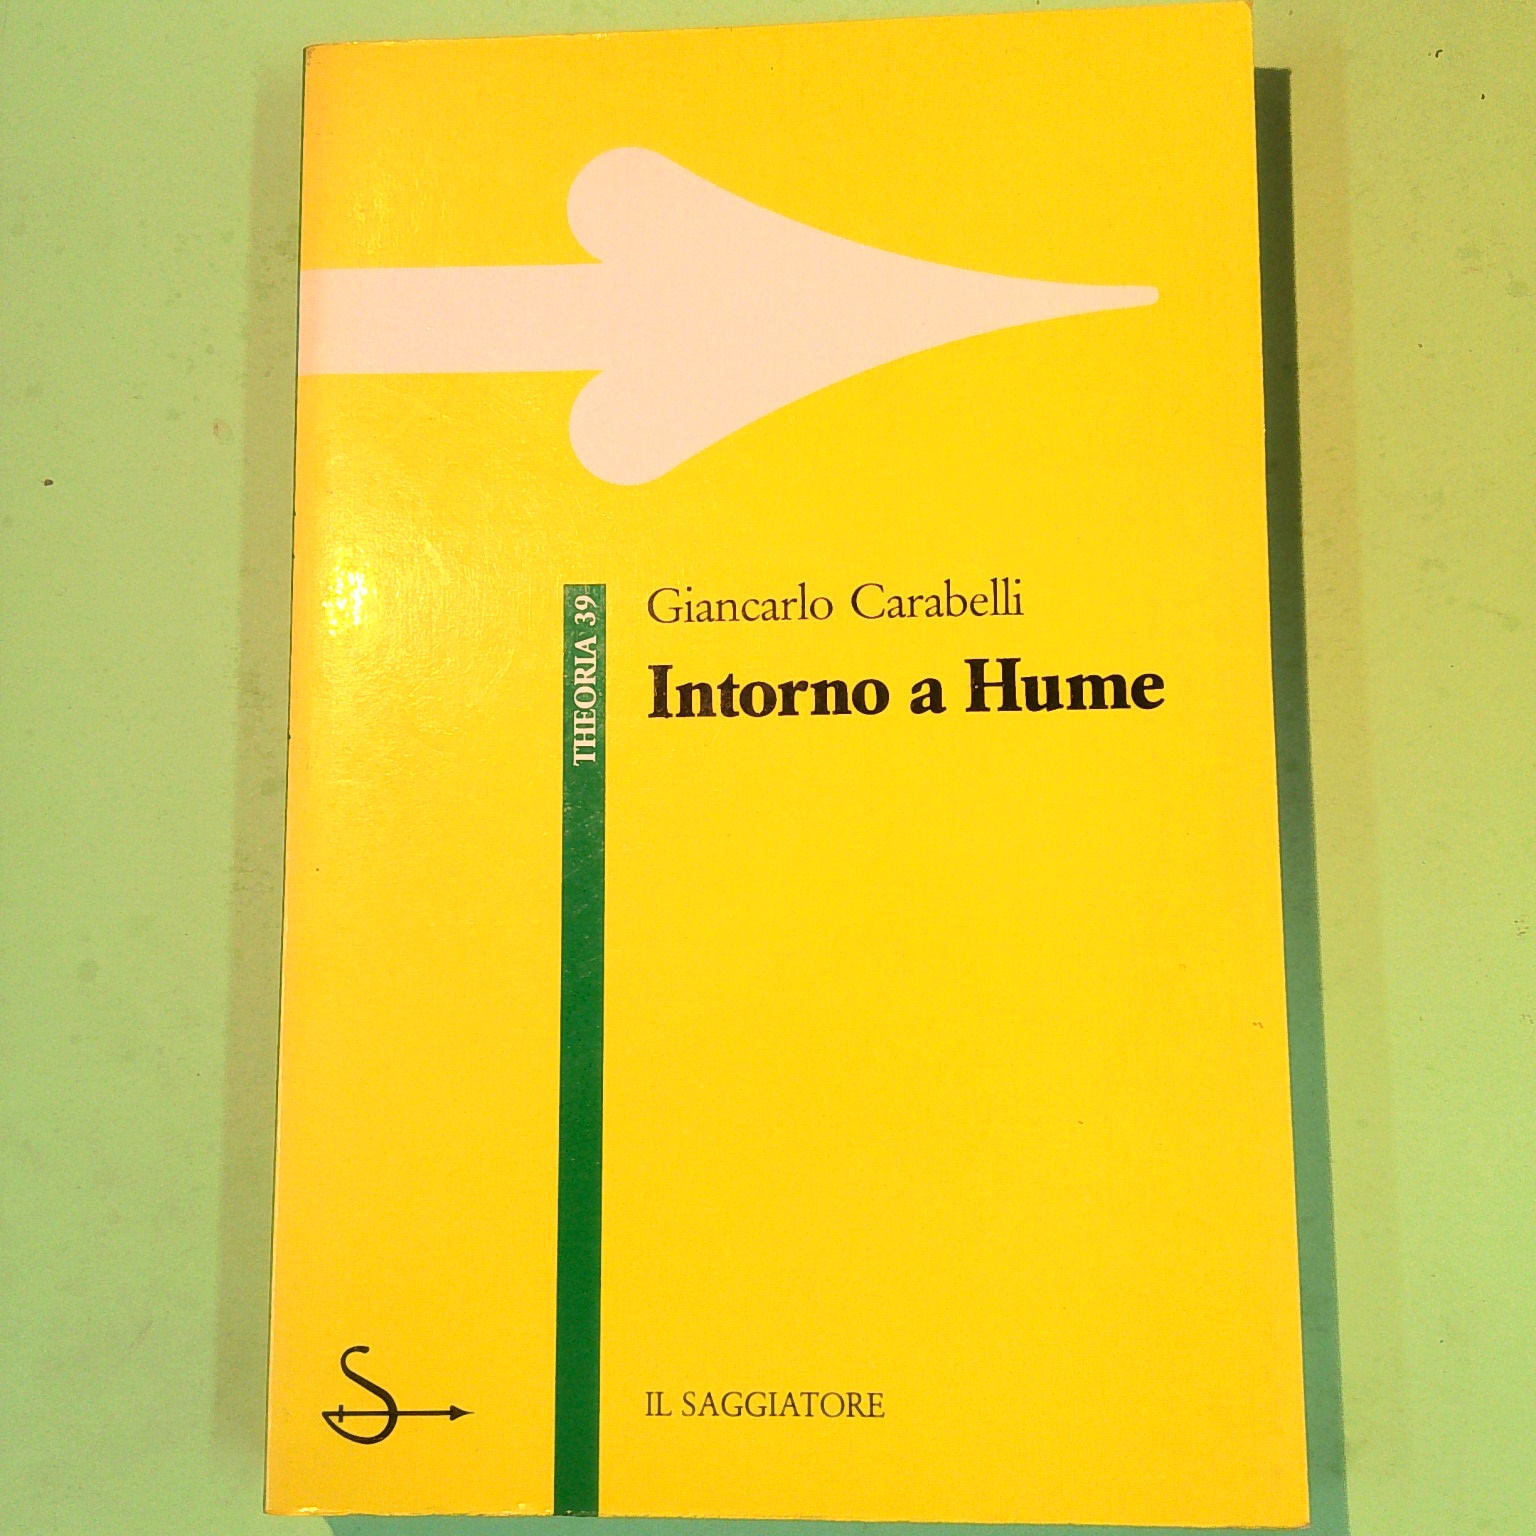 Giancarlo Carabelli
Intorno a Hume
THEORIA 39
IL SAGGIATORE
S